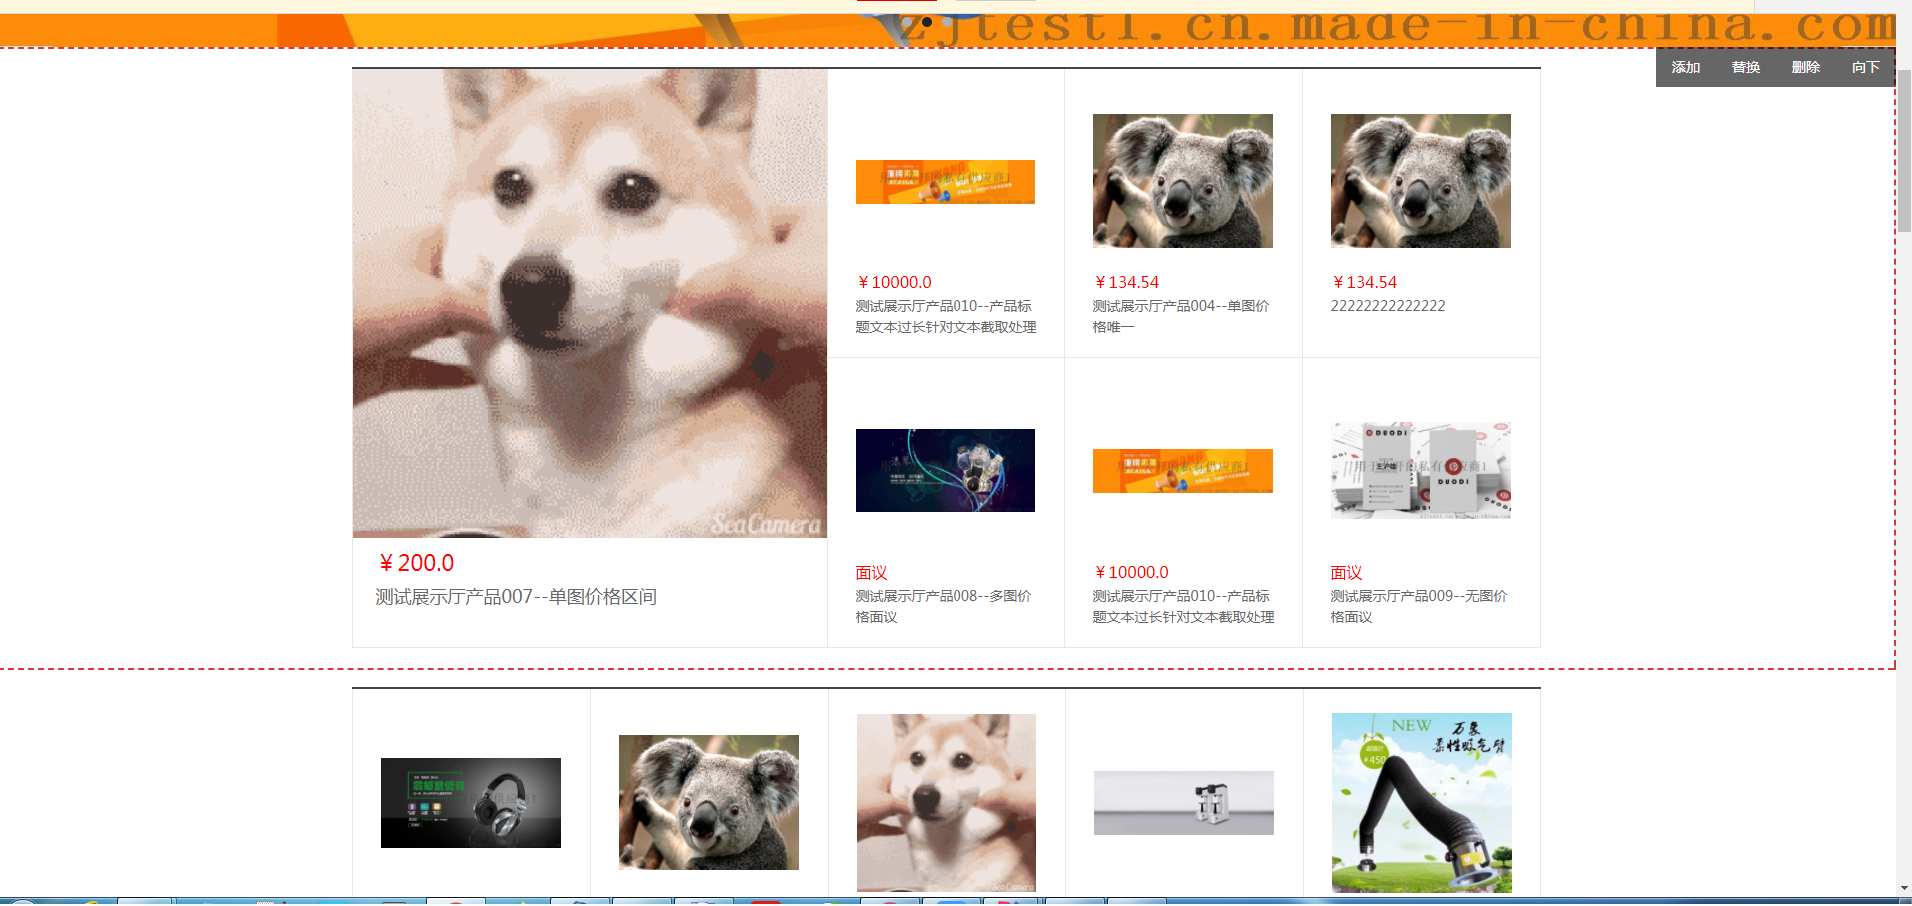 zjtest1.cn.made-in-china.com
添加 替换 删除 向下
SeaCamera
¥200.0
测试展示厅产品007--单图价格区间
¥10000.0
测试展示厅产品010--产品标
题文本过长针对文本截取处理
¥134.54
测试展示厅产品004--单图价
格唯一
¥134.54
22222222222222
面议
测试展示厅产品008--多图价
格面议
¥10000.0
测试展示厅产品010--产品标
题文本过长针对文本截取处理
DUODI
DUODI
面议
测试展示厅产品009--无图价
格面议
SeaCamera
NEW 万象
柔性吸气臂
¥450